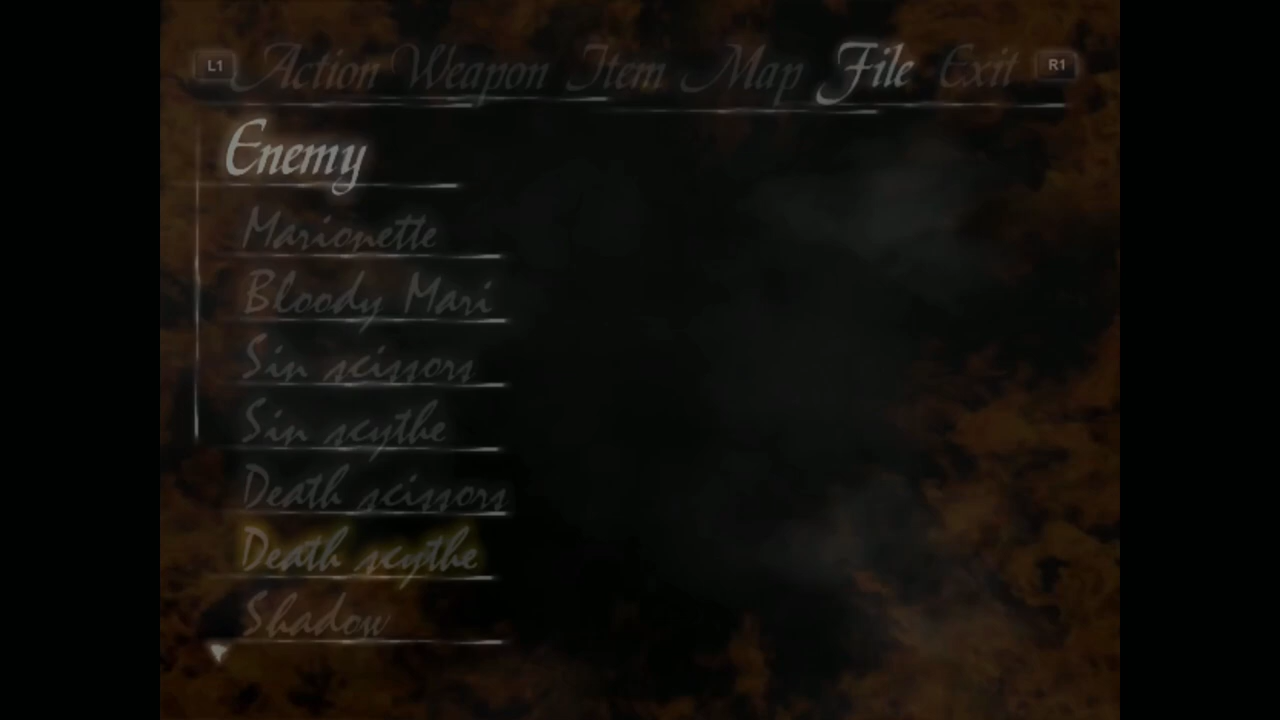 L1 Action Weapon Item Map File Exit R1
Enemy
Marionette
Bloody Mari
Sin scissors
Sin scythe
Death scissors
Death scythe
Shadow